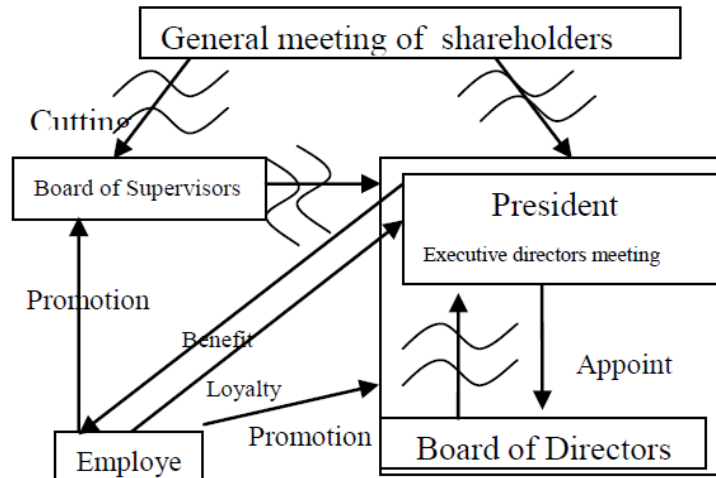 General meeting of shareholders
Cutting
Board of Supervisors
President
Executive directors meeting
Promotion
Benefit
Appoint
Loyalty
Promotion
Board of Directors
Employe